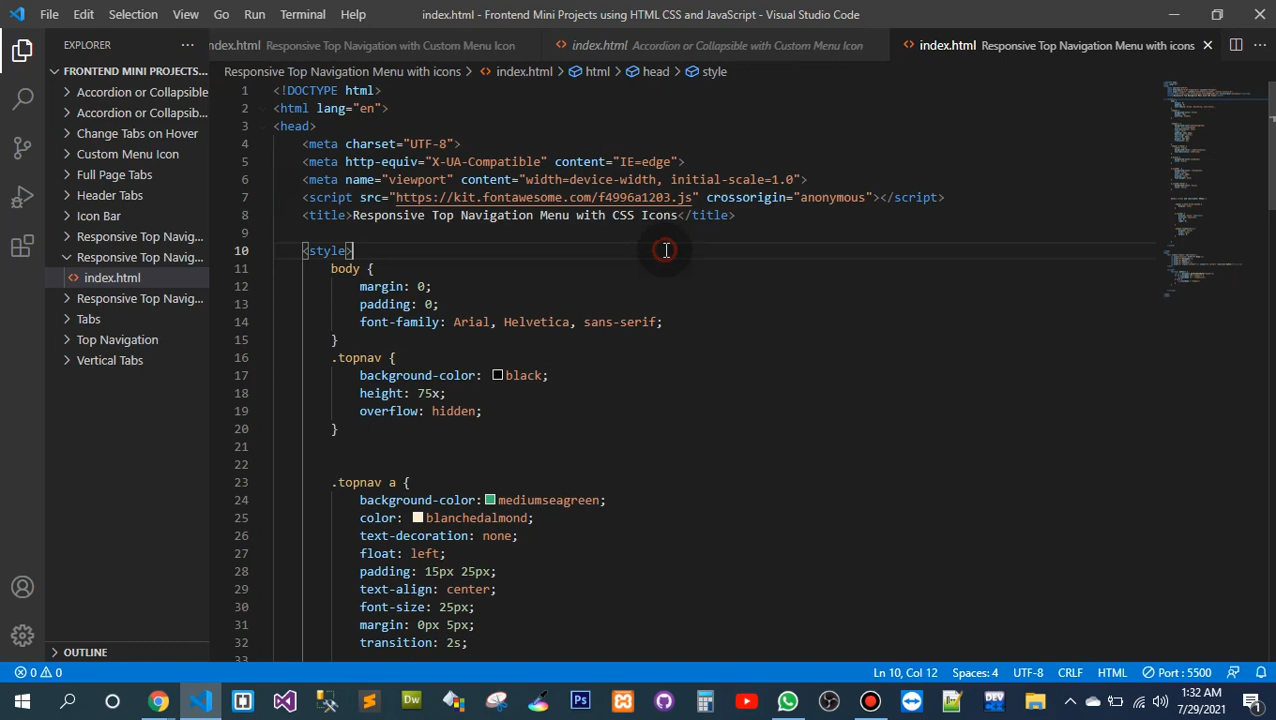 File Edit Selection View Go Run Terminal Help index.html - Frontend Mini Projects using HTML CSS and JavaScript - Visual Studio Code
EXPLORER
ndex.html Responsive Top Navigation with Custom Menu Icon
index.html Accordion or Collapsible with Custom Menu Icon
index.html Responsive Top Navigation Menu with icons
FRONTEND MINI PROJECTS...
Accordion or Collapsible
Accordion or Collapsib...
Change Tabs on Hover
Custom Menu Icon
Full Page Tabs
Header Tabs
Icon Bar
Responsive Top Navig...
Responsive Top Navig...
index.html
Responsive Top Navig...
Tabs
Top Navigation
Vertical Tabs
OUTLINE
Responsive Top Navigation Menu with icons > index.html > html > head > style
1 <!DOCTYPE html>
2 <html lang="en">
3 <head>
4 <meta charset="UTF-8">
5 <meta http-equiv="X-UA-Compatible" content="IE=edge">
6 <meta name="viewport" content="width=device-width, initial-scale=1.0">
7 <script src="https://kit.fontawesome.com/f4996a1203.js" crossorigin="anonymous"></script>
8 <title>Responsive Top Navigation Menu with CSS Icons</title>
9
10 <style>
11 body {
12 margin: 0;
13 padding: 0;
14 font-family: Arial, Helvetica, sans-serif;
15 }
16 .topnav {
17 background-color: black;
18 height: 75x;
19 overflow: hidden;
20 }
21
22
23 .topnav a {
24 background-color: mediumseagreen;
25 color: blanchedalmond;
26 text-decoration: none;
27 float: left;
28 padding: 15px 25px;
29 text-align: center;
30 font-size: 25px;
31 margin: 0px 5px;
32 transition: 2s;
33
0 0 Ln 10, Col 12 Spaces: 4 UTF-8 CRLF HTML Port : 5500
Dw Ps DEV 1:32 AM
7/29/2021